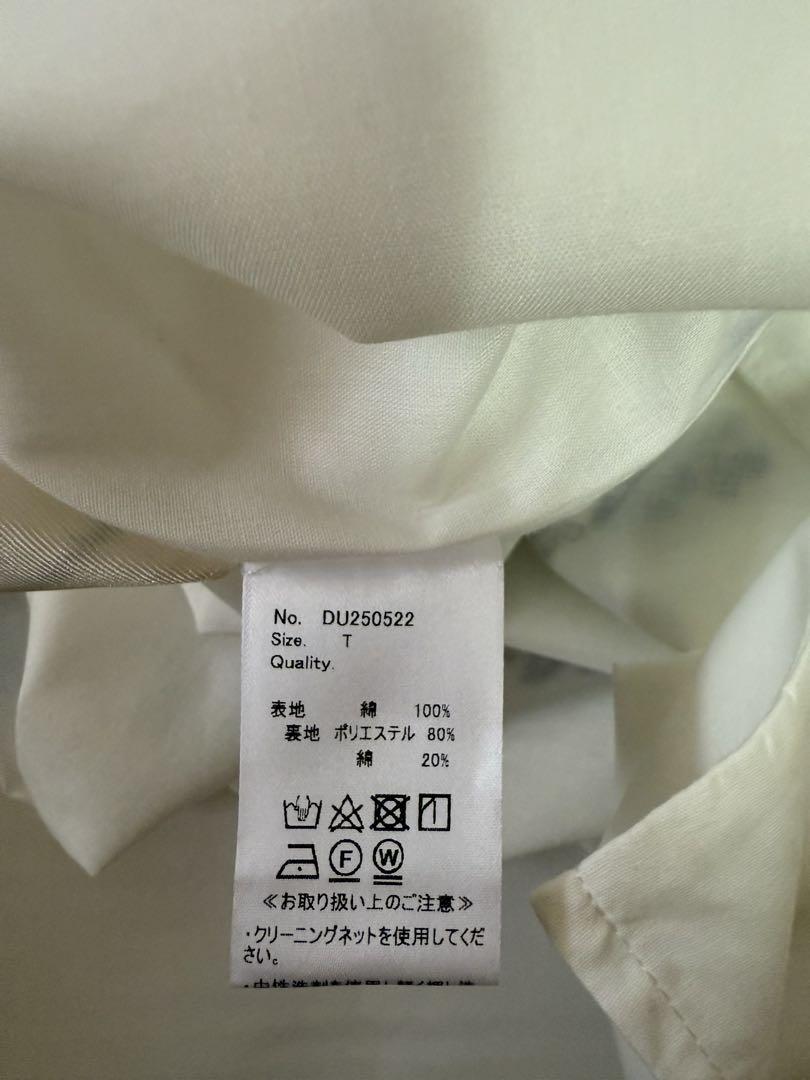 No. DU250522
Size. T
Quality.
表地 綿 100%
裏地 ポリエステル 80%
綿 20%
F W
≪お取り扱い上のご注意≫
・クリーニングネットを使用してくだ
さい。